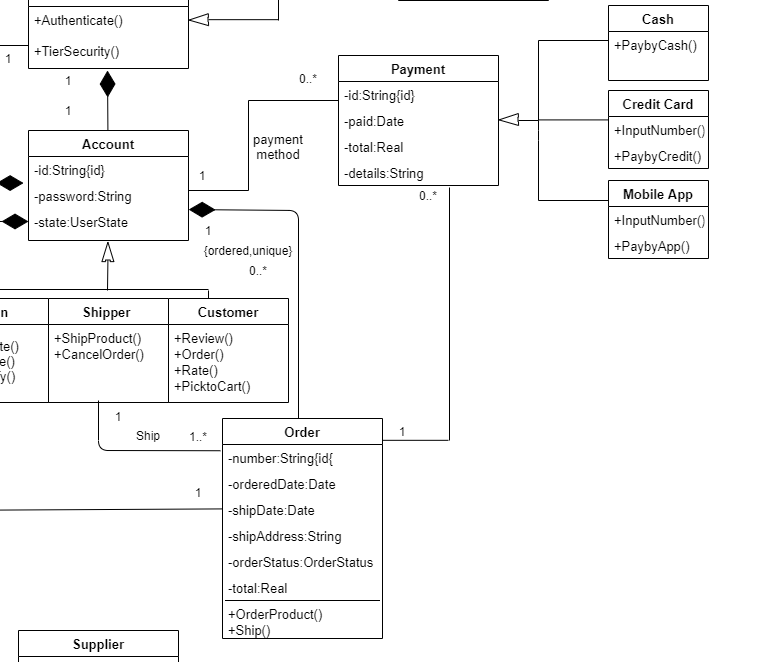 +Authenticate()
+TierSecurity()
1
1
1
Account
-id:String{id}
-password:String
-state:UserState
1
payment
method
0..*
Payment
-id:String{id}
-paid:Date
-total:Real
-details:String
0..*
Cash
+PaybyCash()
Credit Card
+InputNumber()
+PaybyCredit()
Mobile App
+InputNumber()
+PaybyApp()
1
{ordered,unique}
0..*
n
te()
e()
y()
Shipper
+ShipProduct()
+CancelOrder()
Customer
+Review()
+Order()
+Rate()
+PicktoCart()
1
Ship
1..*
1
1
Order
-number:String{id{
-orderedDate:Date
-shipDate:Date
-shipAddress:String
-orderStatus:OrderStatus
-total:Real
+OrderProduct()
+Ship()
Supplier